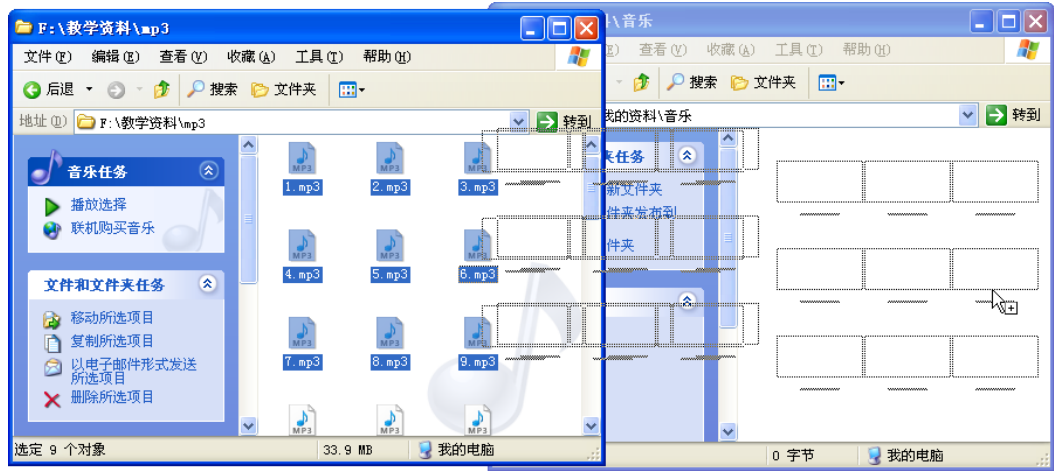 F:\教学资料\mp3
文件(F) 编辑(E) 查看(V) 收藏(A) 工具(T) 帮助(H)
后退 搜索 文件夹
地址(D) F:\教学资料\mp3 转到
音乐任务
播放选择
联机购买音乐
文件和文件夹任务
移动所选项目
复制所选项目
以电子邮件形式发送
所选项目
删除所选项目
1.mp3 2.mp3 3.mp3
4.mp3 5.mp3 6.mp3
7.mp3 8.mp3 9.mp3
MP3 MP3 MP3
选定 9 个对象 33.9 MB 我的电脑
\音乐
(E) 查看(V) 收藏(A) 工具(T) 帮助(H)
搜索 文件夹
我的资料\音乐 转到
夹任务
新文件夹
件夹发布到
件夹
0 字节 我的电脑